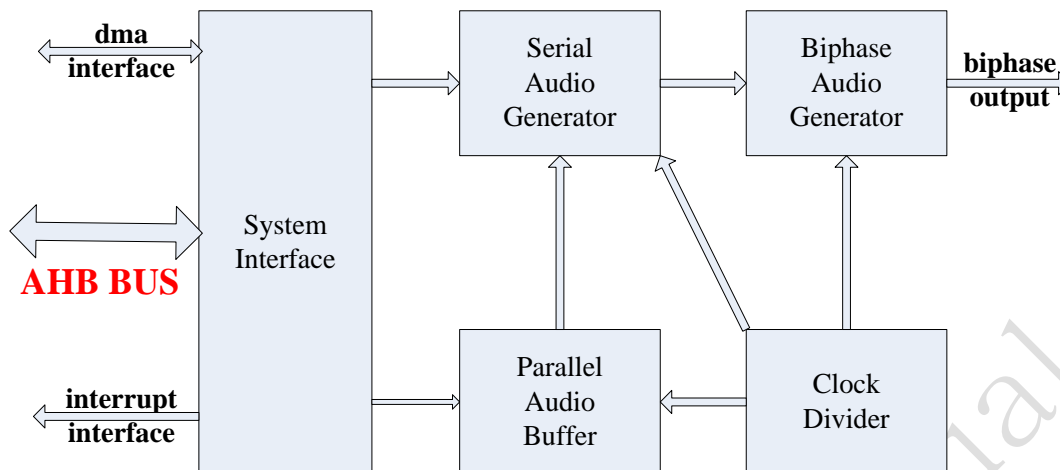 dma
interface
Serial
Audio
Generator
Biphase
Audio
Generator
biphase
output
System
Interface
AHB BUS
interrupt
interface
Parallel
Audio
Buffer
Clock
Divider